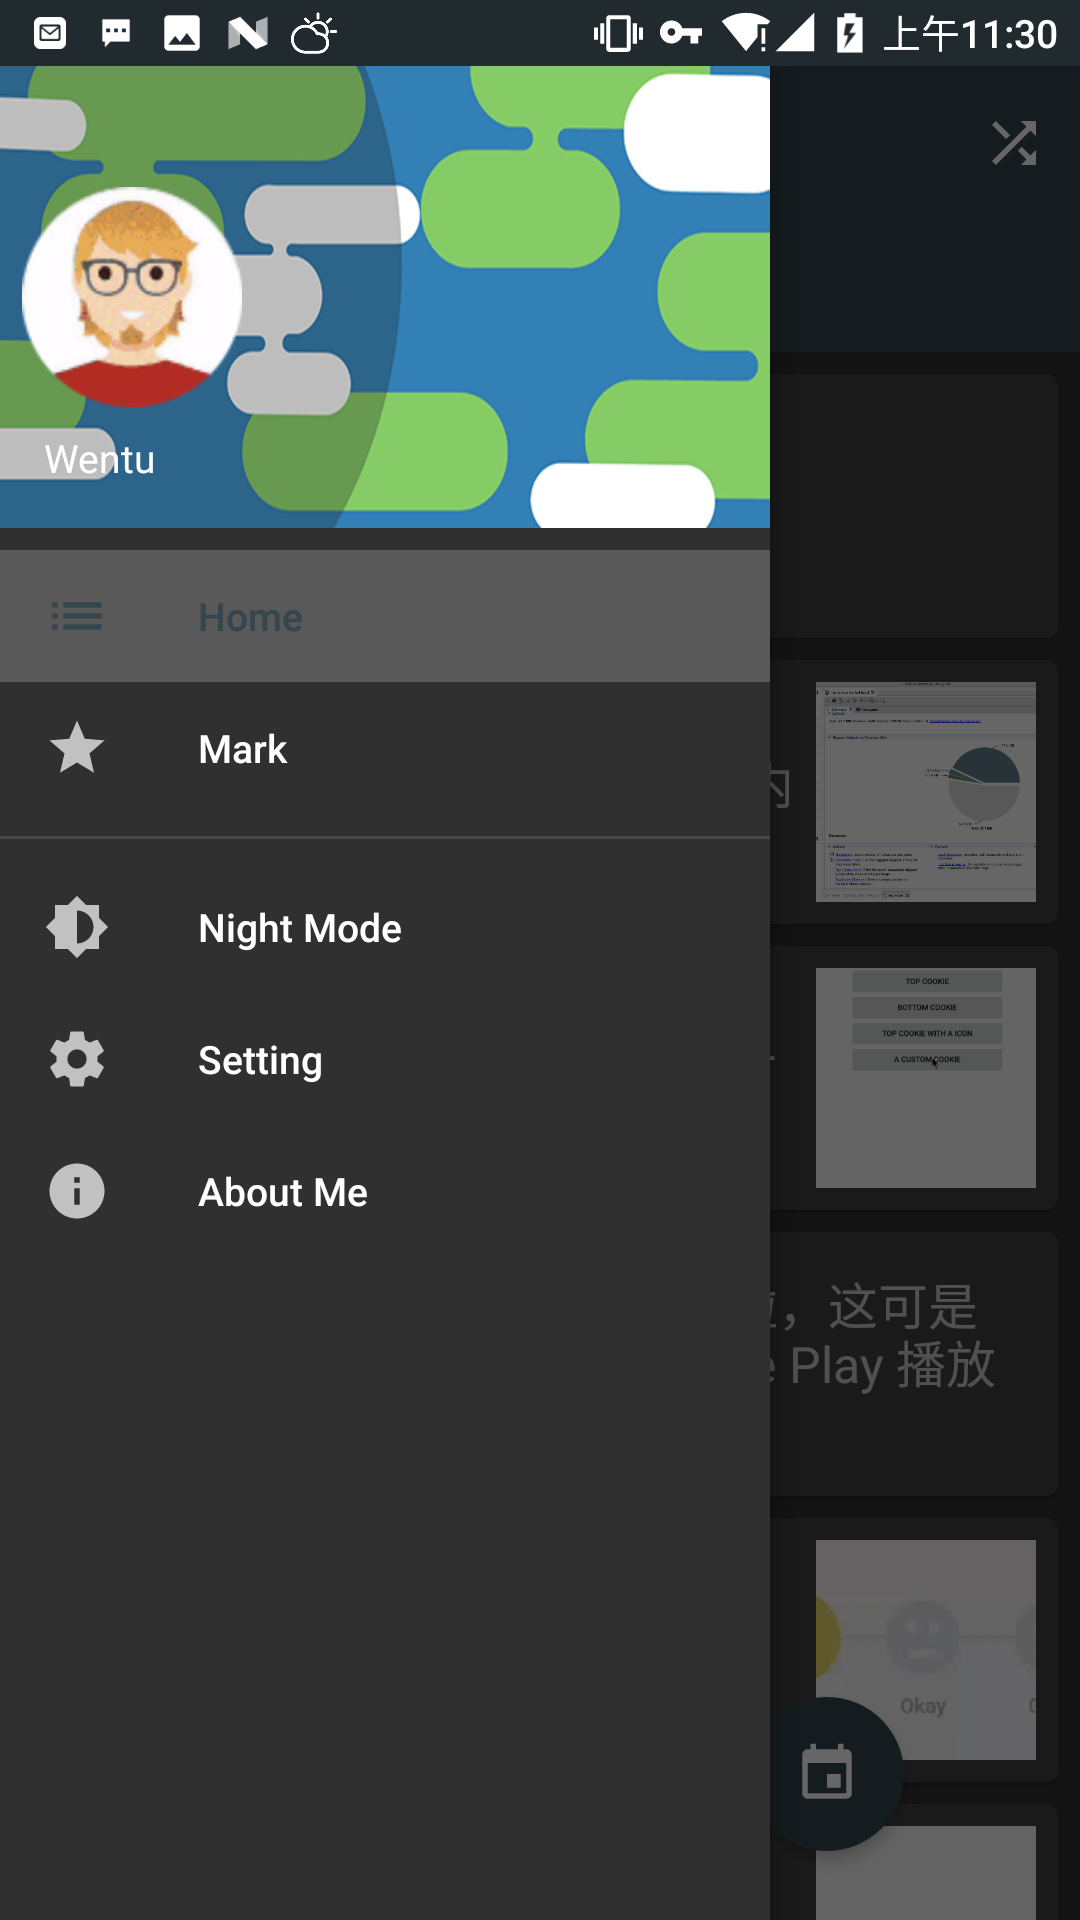 上午11:30
Wentu
Home
Mark
内
Night Mode
TOP COOKIE
BOTTOM COOKIE
TOP COOKIE WITH A ICON
A CUSTOM COOKIE
Setting
About Me
，这可是
Play 播放
Okay